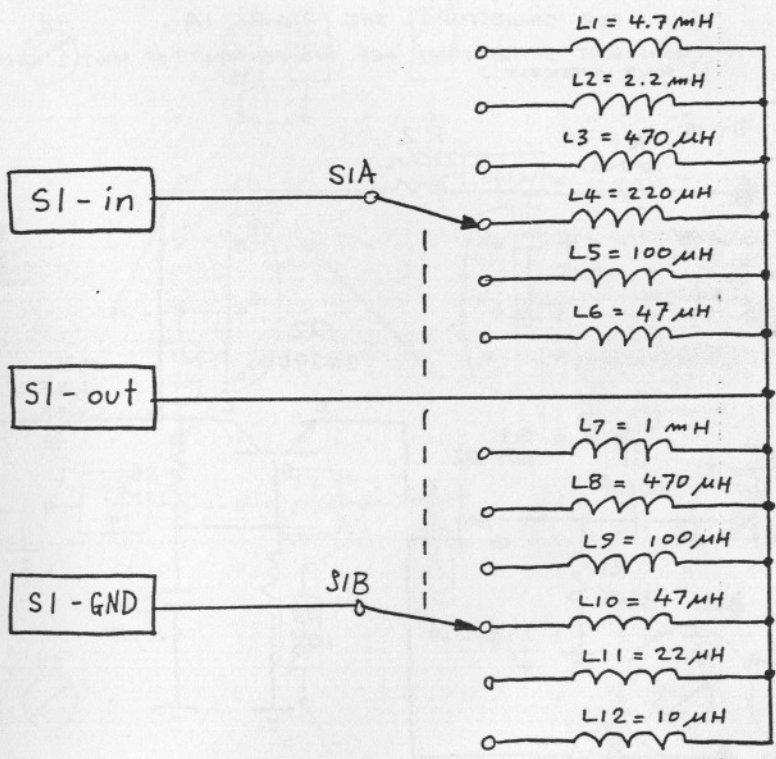 L1 = 4.7 mH
L2 = 2.2 mH
L3 = 470 μH
S1A
S1-in
L4 = 220 μH
L5 = 100 μH
L6 = 47 μH
S1-out
L7 = 1 mH
L8 = 470 μH
L9 = 100 μH
S1B
S1-GND
L10 = 47 μH
L11 = 22 μH
L12 = 10 μH